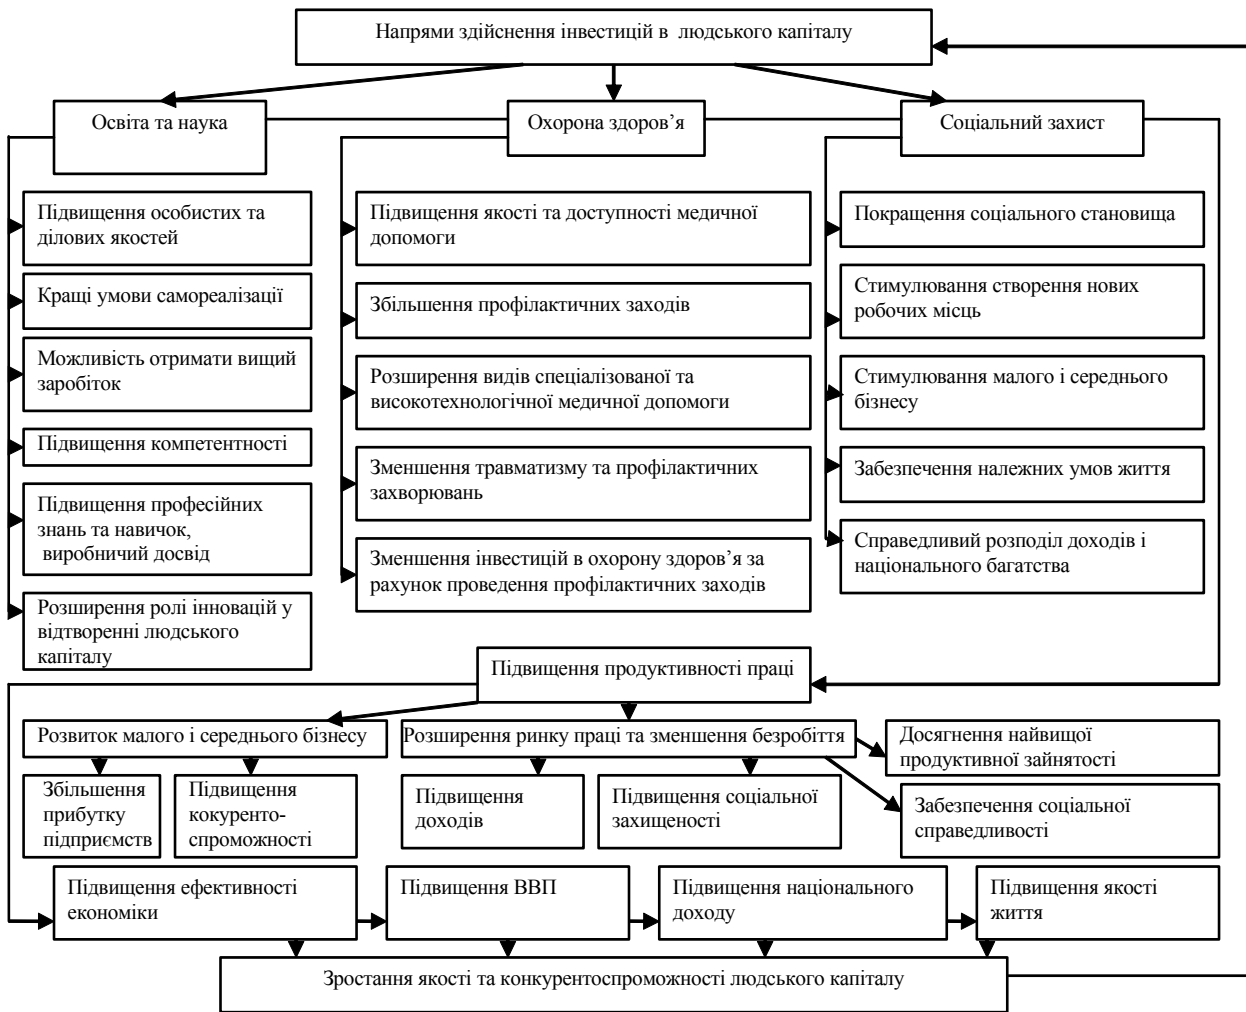 Напрями здійснення інвестицій в людського капіталу
Освіта та наука
Охорона здоров’я
Соціальний захист
Підвищення особистих та
ділових якостей
Кращі умови самореалізації
Можливість отримати вищий
заробіток
Підвищення компетентності
Підвищення професійних
знань та навичок,
виробничий досвід
Розширення ролі інновацій у
відтворенні людського
капіталу
Підвищення якості та доступності медичної
допомоги
Збільшення профілактичних заходів
Розширення видів спеціалізованої та
високотехнологічної медичної допомоги
Зменшення травматизму та профілактичних
захворювань
Зменшення інвестицій в охорону здоров’я за
рахунок проведення профілактичних заходів
Покращення соціального становища
Стимулювання створення нових
робочих місць
Стимулювання малого і середнього
бізнесу
Забезпечення належних умов життя
Справедливий розподіл доходів і
національного багатства
Підвищення продуктивності праці
Розвиток малого і середнього бізнесу
Розширення ринку праці та зменшення безробіття
Досягнення найвищої
продуктивної зайнятості
Збільшення
прибутку
підприємств
Підвищення
кокуренто-
спроможності
Підвищення
доходів
Підвищення соціальної
захищеності
Забезпечення соціальної
справедливості
Підвищення ефективності
економіки
Підвищення ВВП
Підвищення національного
доходу
Підвищення якості
життя
Зростання якості та конкурентоспроможності людського капіталу